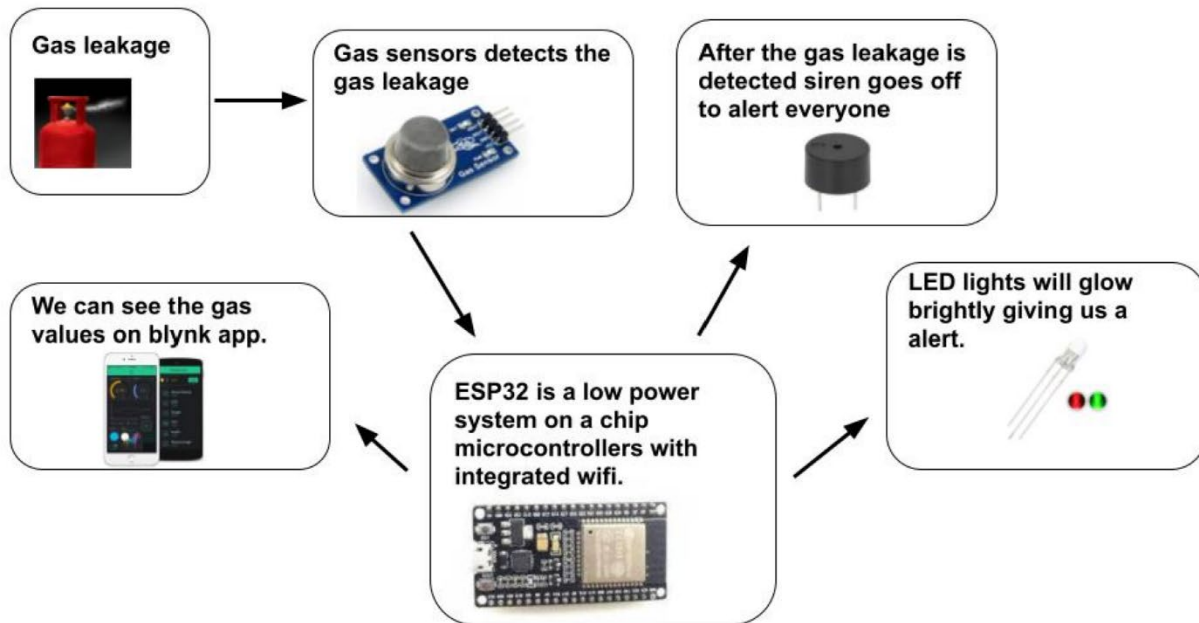 Gas leakage
Gas sensors detects the
gas leakage
After the gas leakage is
detected siren goes off
to alert everyone
We can see the gas
values on blynk app.
LED lights will glow
brightly giving us a
alert.
ESP32 is a low power
system on a chip
microcontrollers with
integrated wifi.
Gas Sensor